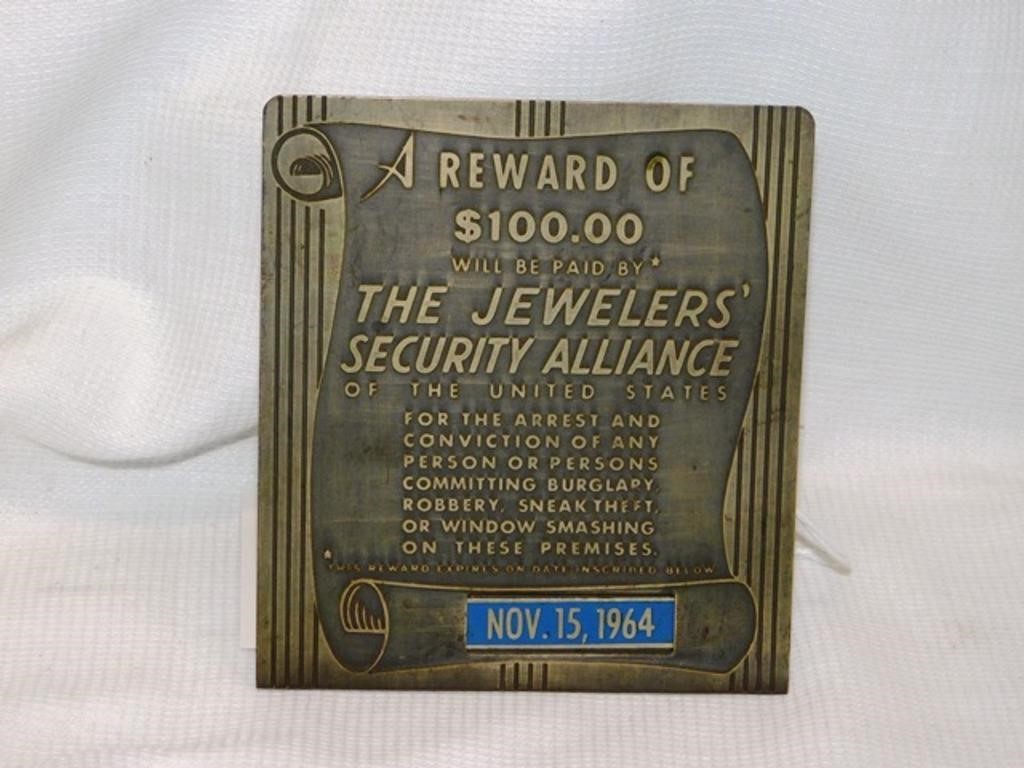 A REWARD OF
$100.00
WILL BE PAID BY*
THE JEWELERS'
SECURITY ALLIANCE
OF THE UNITED STATES
FOR THE ARREST AND
CONVICTION OF ANY
PERSON OR PERSONS
COMMITTING BURGLARY,
ROBBERY, SNEAK THEFT,
OR WINDOW SMASHING
ON THESE PREMISES.
*THIS REWARD EXPIRES ON DATE INSCRIBED BELOW
NOV. 15, 1964